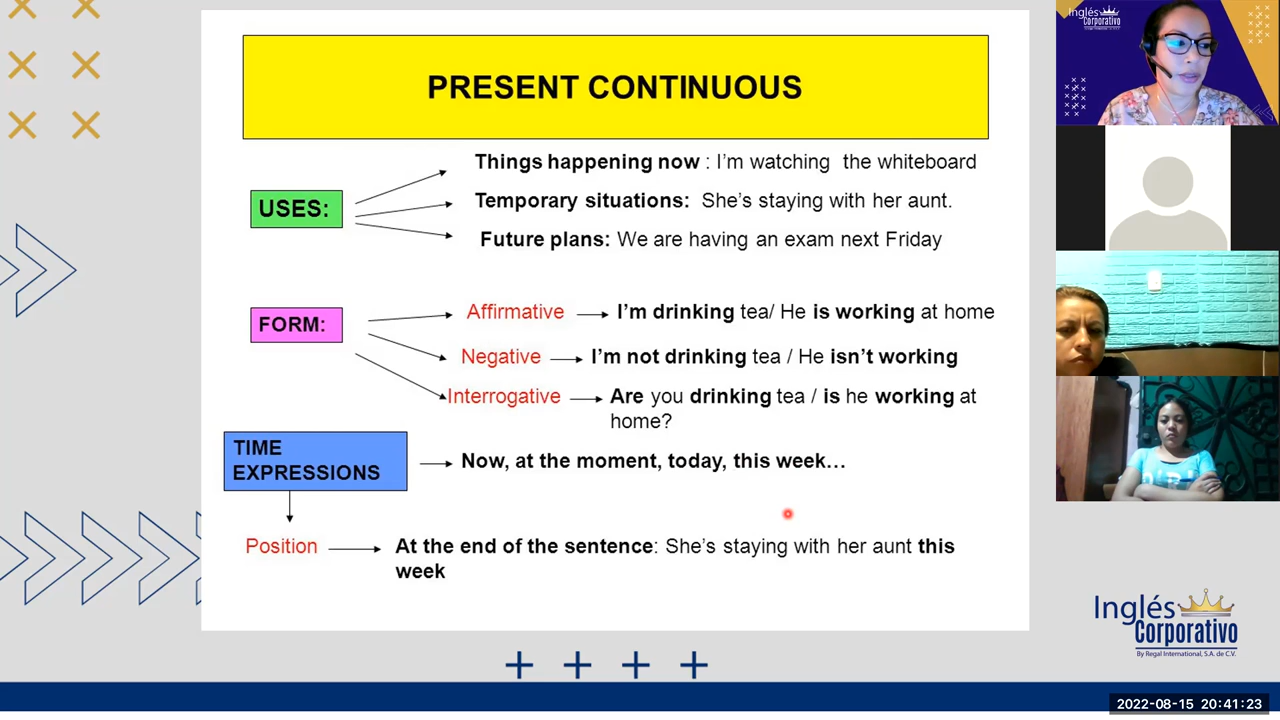 PRESENT CONTINUOUS
USES:
Things happening now : I'm watching the whiteboard
Temporary situations: She's staying with her aunt.
Future plans: We are having an exam next Friday
FORM:
Affirmative
I'm drinking tea/ He is working at home
Negative
I'm not drinking tea / He isn't working
Interrogative
Are you drinking tea / is he working at
home?
TIME
EXPRESSIONS
Now, at the moment, today, this week…
Position
At the end of the sentence: She's staying with her aunt this
week
Inglés
Corporativo
Inglés
Corporativo
By Regal International, S.A. de C.V.
2022-08-15 20:41:23